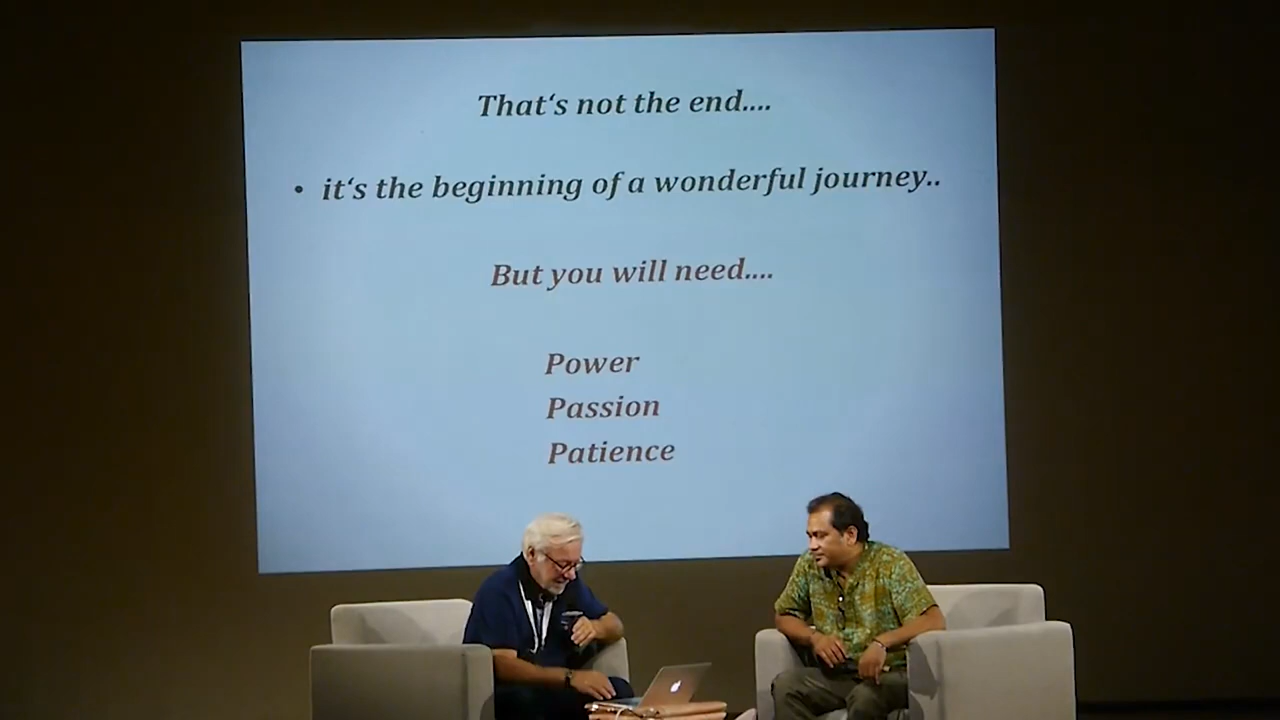 That‘s not the end....
• it‘s the beginning of a wonderful journey..
But you will need....
Power
Passion
Patience